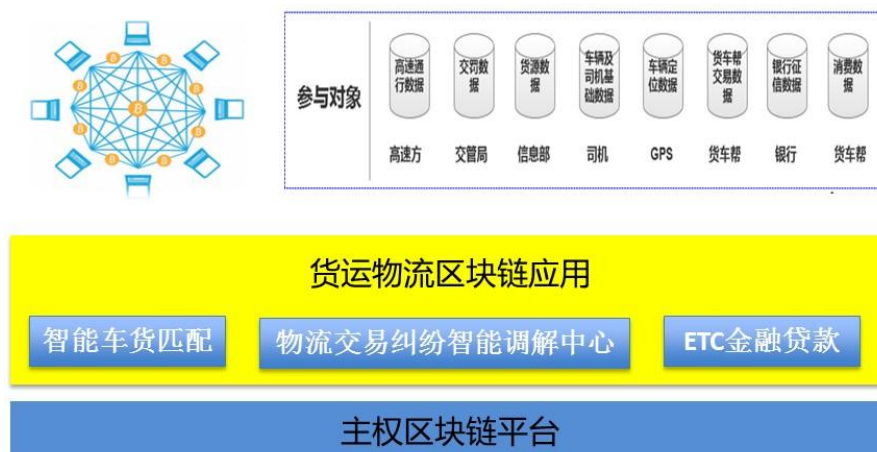 参与对象
高速通
行数据
交罚数
据
货源数
据
车辆及
司机基
础数据
车辆定
位数据
货车帮
交易数
据
银行征
信数据
消费数
据
高速方
交管局
信息部
司机
GPS
货车帮
银行
货车帮
货运物流区块链应用
智能车货匹配
物流交易纠纷智能调解中心
ETC金融贷款
主权区块链平台